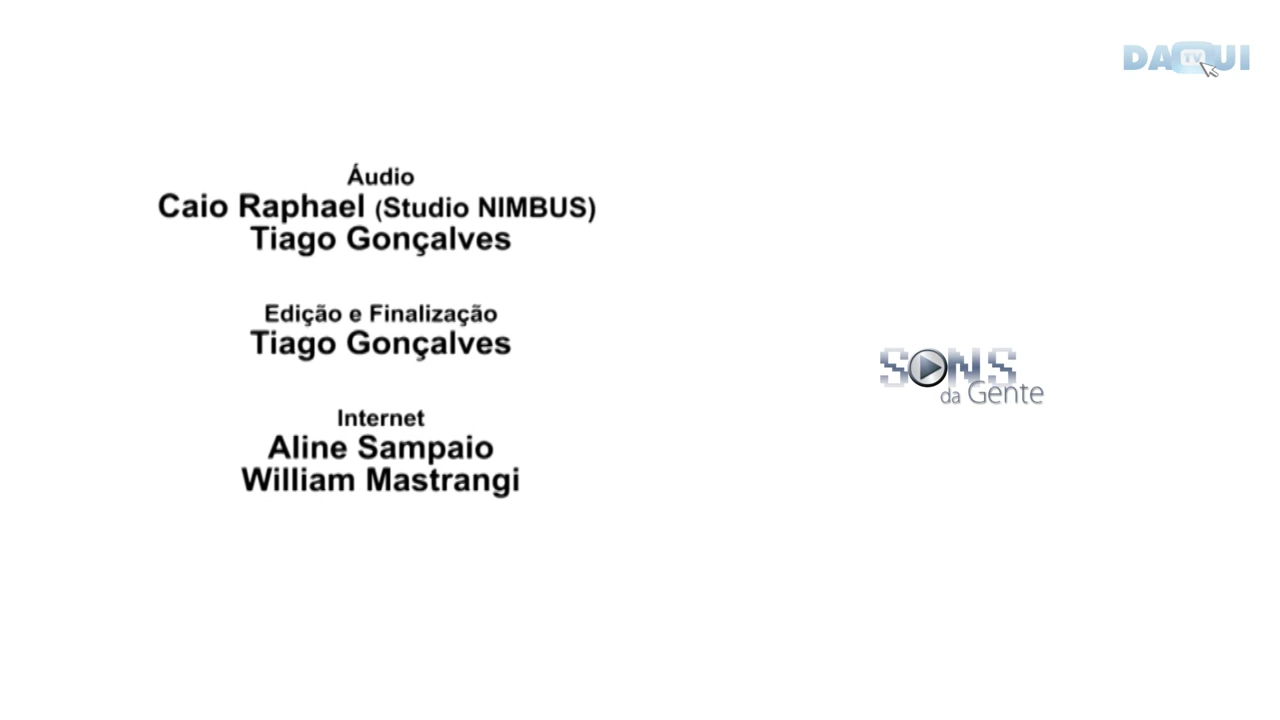 DAQUI
TV
Áudio
Caio Raphael (Studio NIMBUS)
Tiago Gonçalves
Edição e Finalização
Tiago Gonçalves
Internet
Aline Sampaio
William Mastrangi
SONS
da Gente